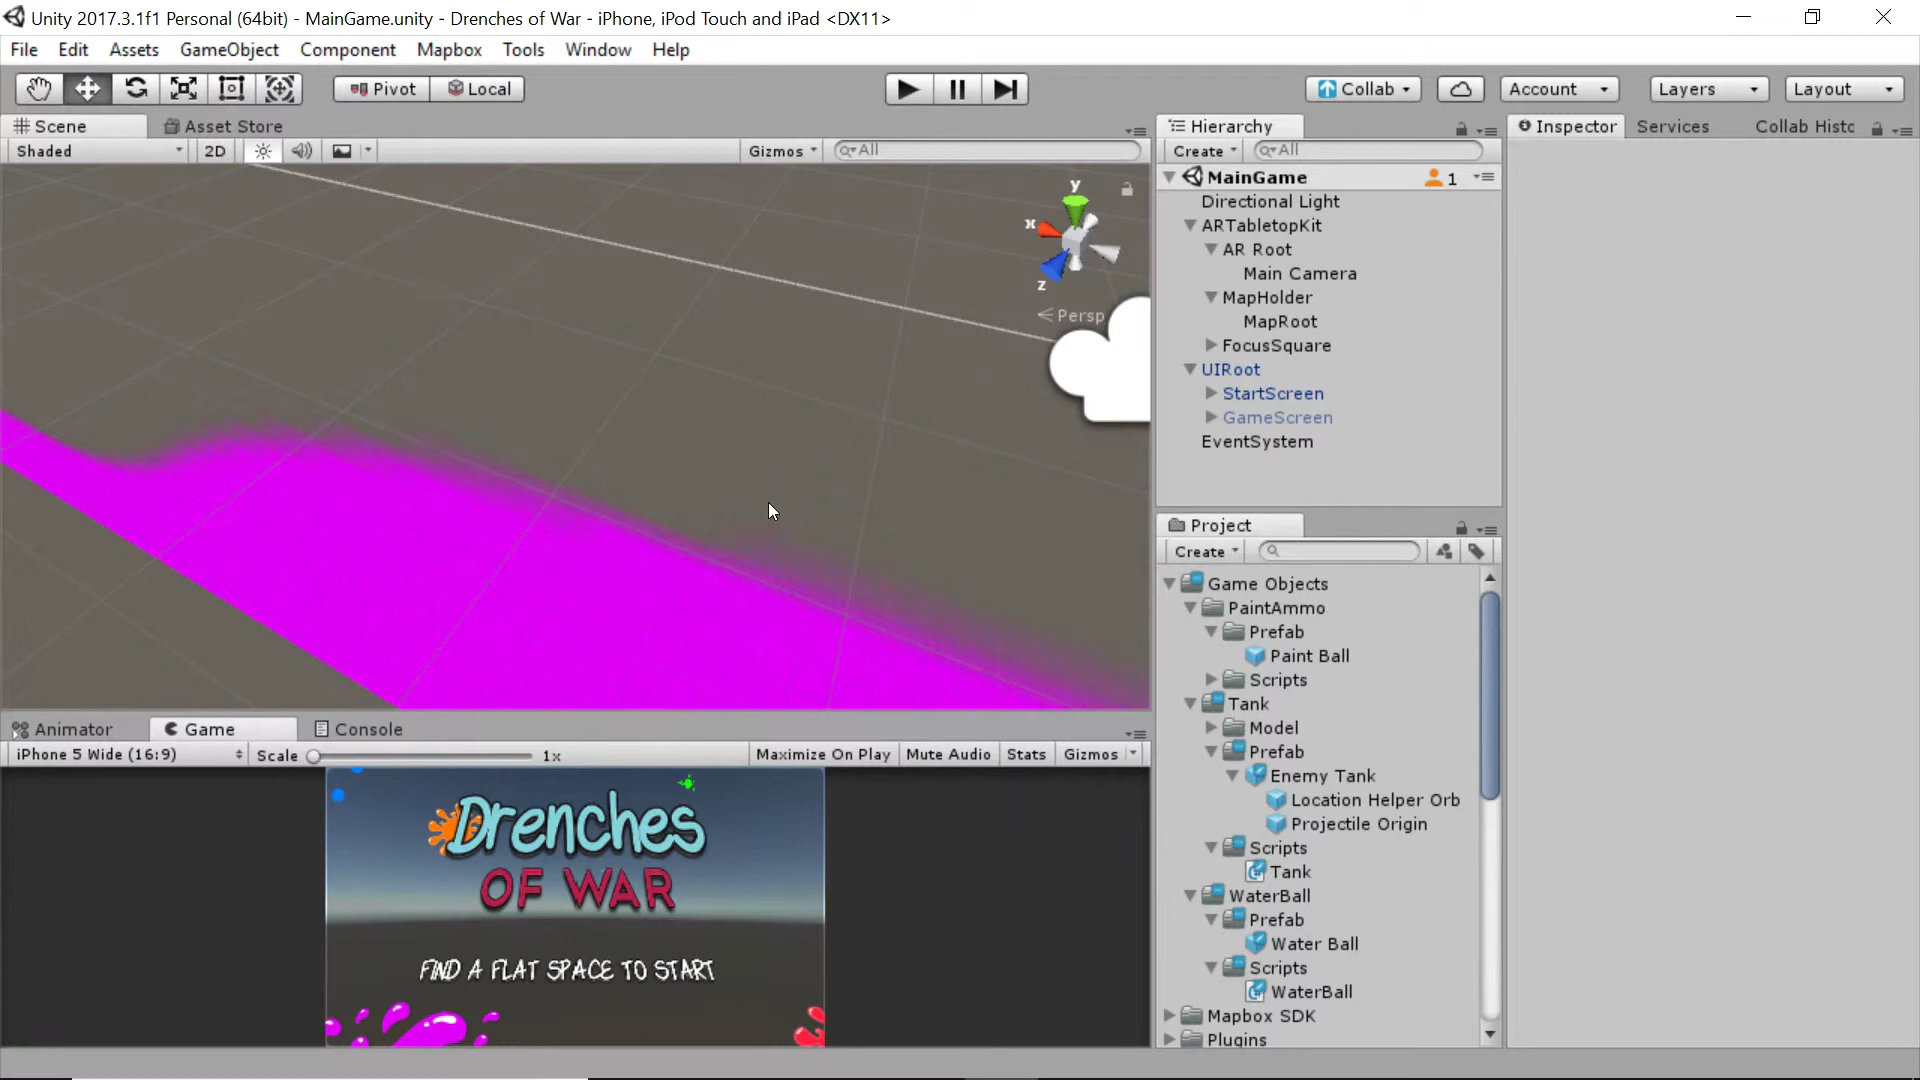 Unity 2017.3.1f1 Personal (64bit) - MainGame.unity - Drenches of War - iPhone, iPod Touch and iPad <DX11>
File Edit Assets GameObject Component Mapbox Tools Window Help
Pivot Local Collab Account Layers Layout
Scene Asset Store
Shaded 2D Gizmos All
y
x
z
Persp
Hierarchy
Create All
MainGame 1
Directional Light
ARTabletopKit
AR Root
Main Camera
MapHolder
MapRoot
FocusSquare
UIRoot
StartScreen
GameScreen
EventSystem
Inspector Services Collab Histc
Project
Create
Game Objects
PaintAmmo
Prefab
Paint Ball
Scripts
Tank
Model
Prefab
Enemy Tank
Location Helper Orb
Projectile Origin
Scripts
Tank
WaterBall
Prefab
Water Ball
Scripts
WaterBall
Mapbox SDK
Plugins
Animator Game Console
iPhone 5 Wide (16:9) Scale 1x Maximize On Play Mute Audio Stats Gizmos
Drenches
OF WAR
FIND A FLAT SPACE TO START